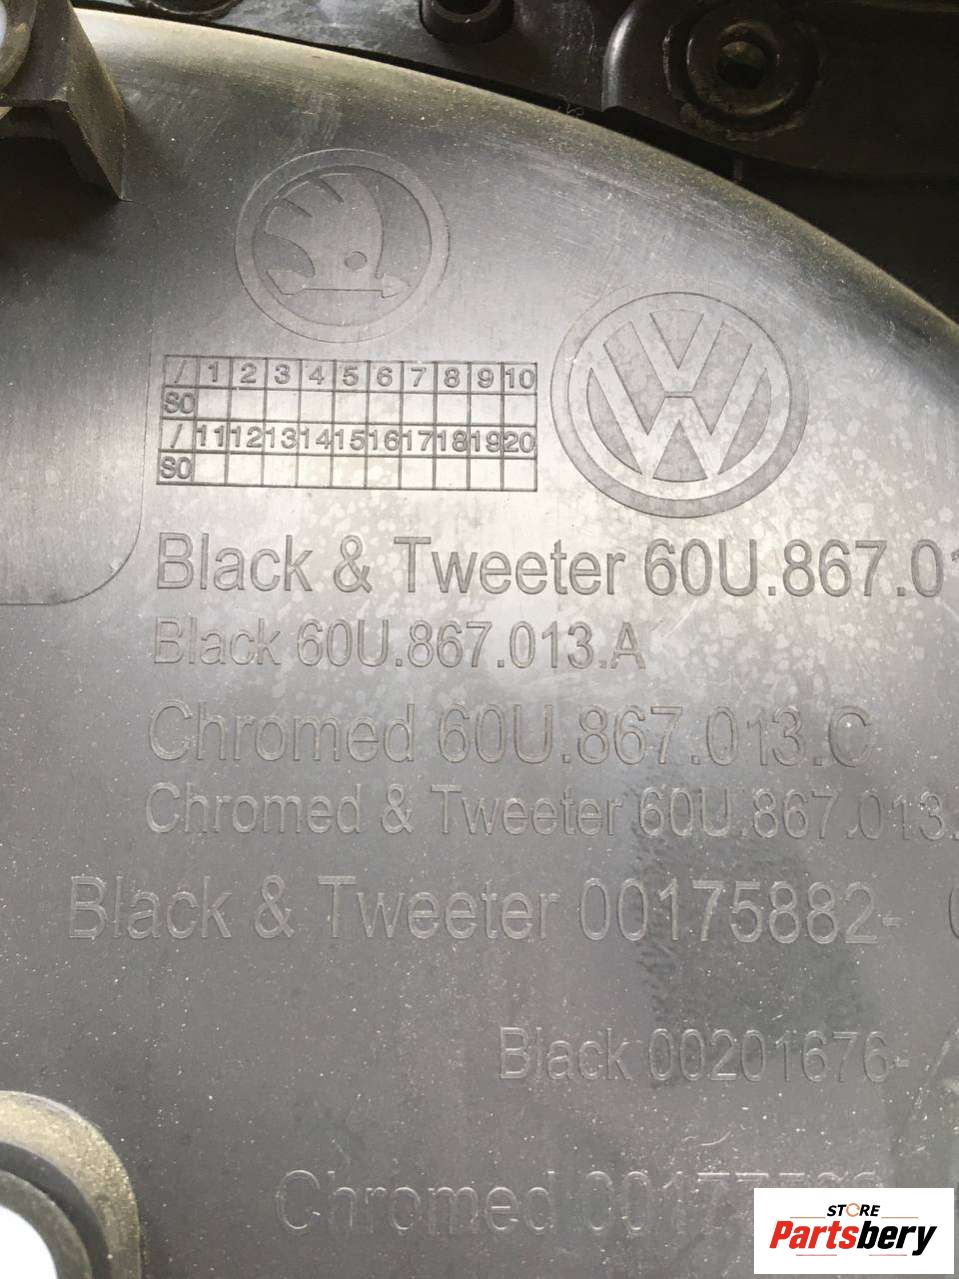 / 1 2 3 4 5 6 7 8 9 10
S0
/ 11 12 13 14 15 16 17 18 19 20
S0
Black & Tweeter 60U.867.01
Black 60U.867.013.A
Chromed 60U.867.013.C
Chromed & Tweeter 60U.867.013.
Black & Tweeter 00175882-
Black 00201676-
Chromed
STORE
Partsbery